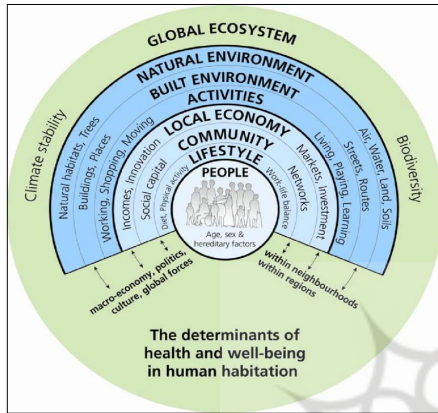 GLOBAL ECOSYSTEM
NATURAL ENVIRONMENT
BUILT ENVIRONMENT
ACTIVITIES
LOCAL ECONOMY
COMMUNITY
LIFESTYLE
PEOPLE
Climate stability
Natural habitats, Trees
Buildings, Places
Working, Shopping, Moving
Incomes, Innovation
Social capital
Diet, Physical activity
Work-life balance
Networks
Markets, Investment
Living, Playing, Learning
Streets, Routes
Air, Water, Land, Soils
Biodiversity
Age, sex &
hereditary factors
macro-economy, politics,
culture, global forces
within neighbourhoods
within regions
The determinants of
health and well-being
in human habitation